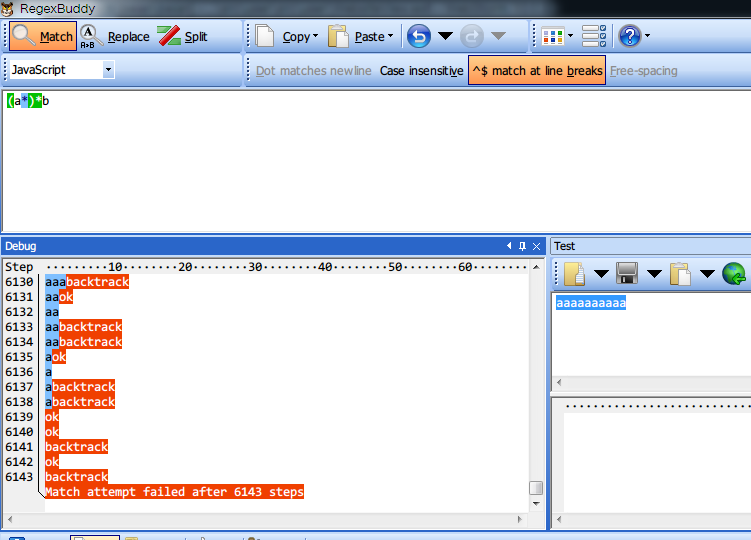 RegexBuddy
Match Replace Split Copy Paste
JavaScript Dot matches newline Case insensitive ^$ match at line breaks Free-spacing
(a*)*b
Debug
Step ·········10········20········30········40········50········60········
6130 aaabacktrack
6131 aaok
6132 aa
6133 aabacktrack
6134 aabacktrack
6135 aok
6136 a
6137 abacktrack
6138 abacktrack
6139 ok
6140 ok
6141 backtrack
6142 ok
6143 backtrack
Match attempt failed after 6143 steps
Test
aaaaaaaaaa